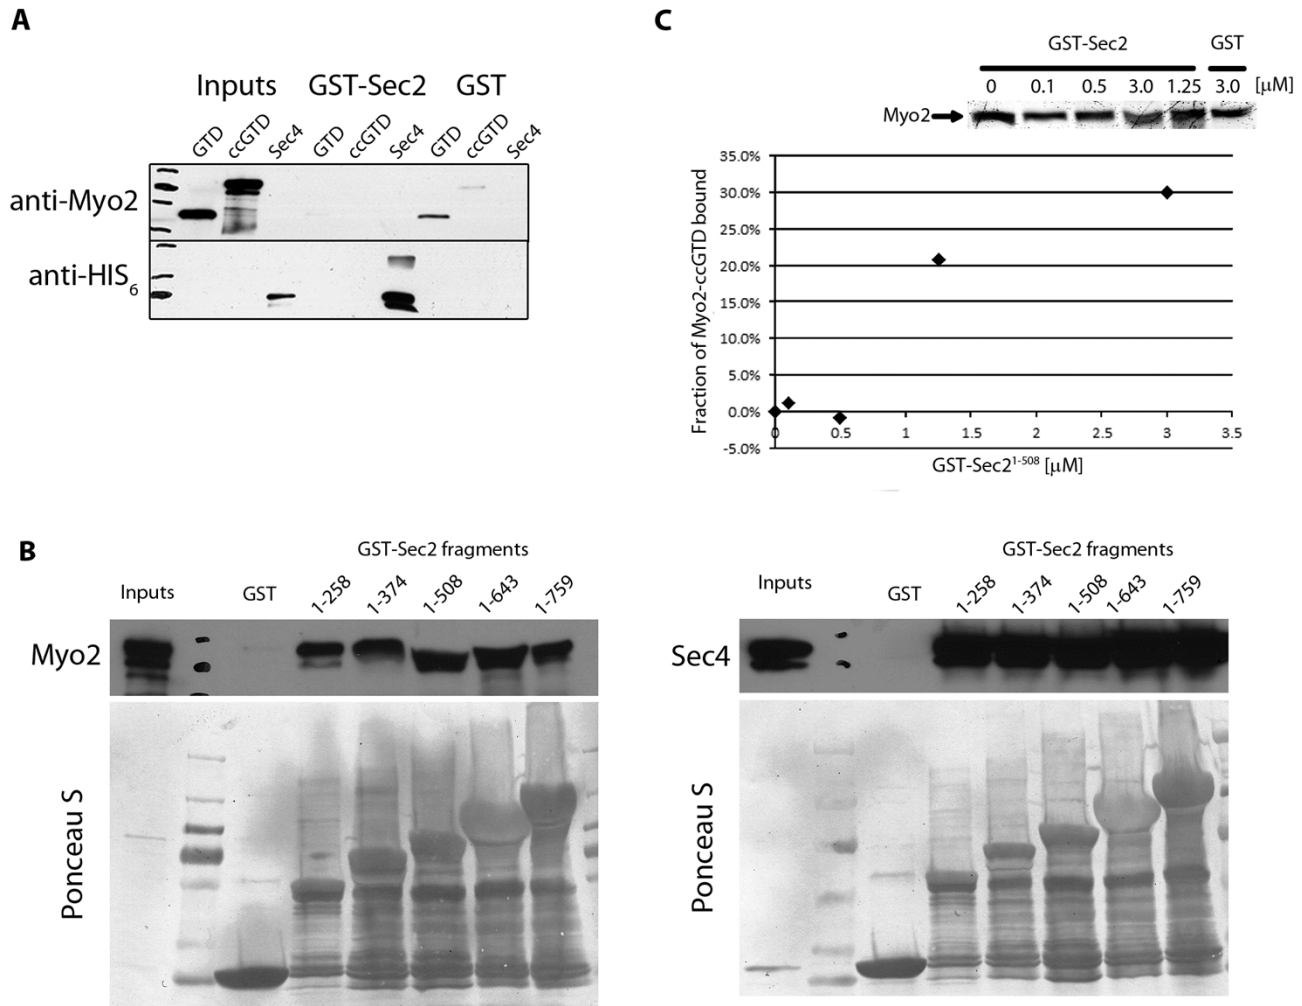 A
Inputs GST-Sec2 GST
GTD ccGTD Sec4 GTD ccGTD Sec4 GTD ccGTD Sec4
anti-Myo2
anti-HIS6
C
GST-Sec2 GST
0 0.1 0.5 3.0 1.25 3.0 [µM]
Myo2
35.0%
30.0%
25.0%
20.0%
15.0%
10.0%
5.0%
0.0%
-5.0%
Fraction of Myo2-ccGTD bound
0 0.5 1 1.5 2 2.5 3 3.5
GST-Sec2¹⁻⁵⁰⁸ [µM]
B
GST-Sec2 fragments
Inputs GST 1-258 1-374 1-508 1-643 1-759
Myo2
Ponceau S
GST-Sec2 fragments
Inputs GST 1-258 1-374 1-508 1-643 1-759
Sec4
Ponceau S